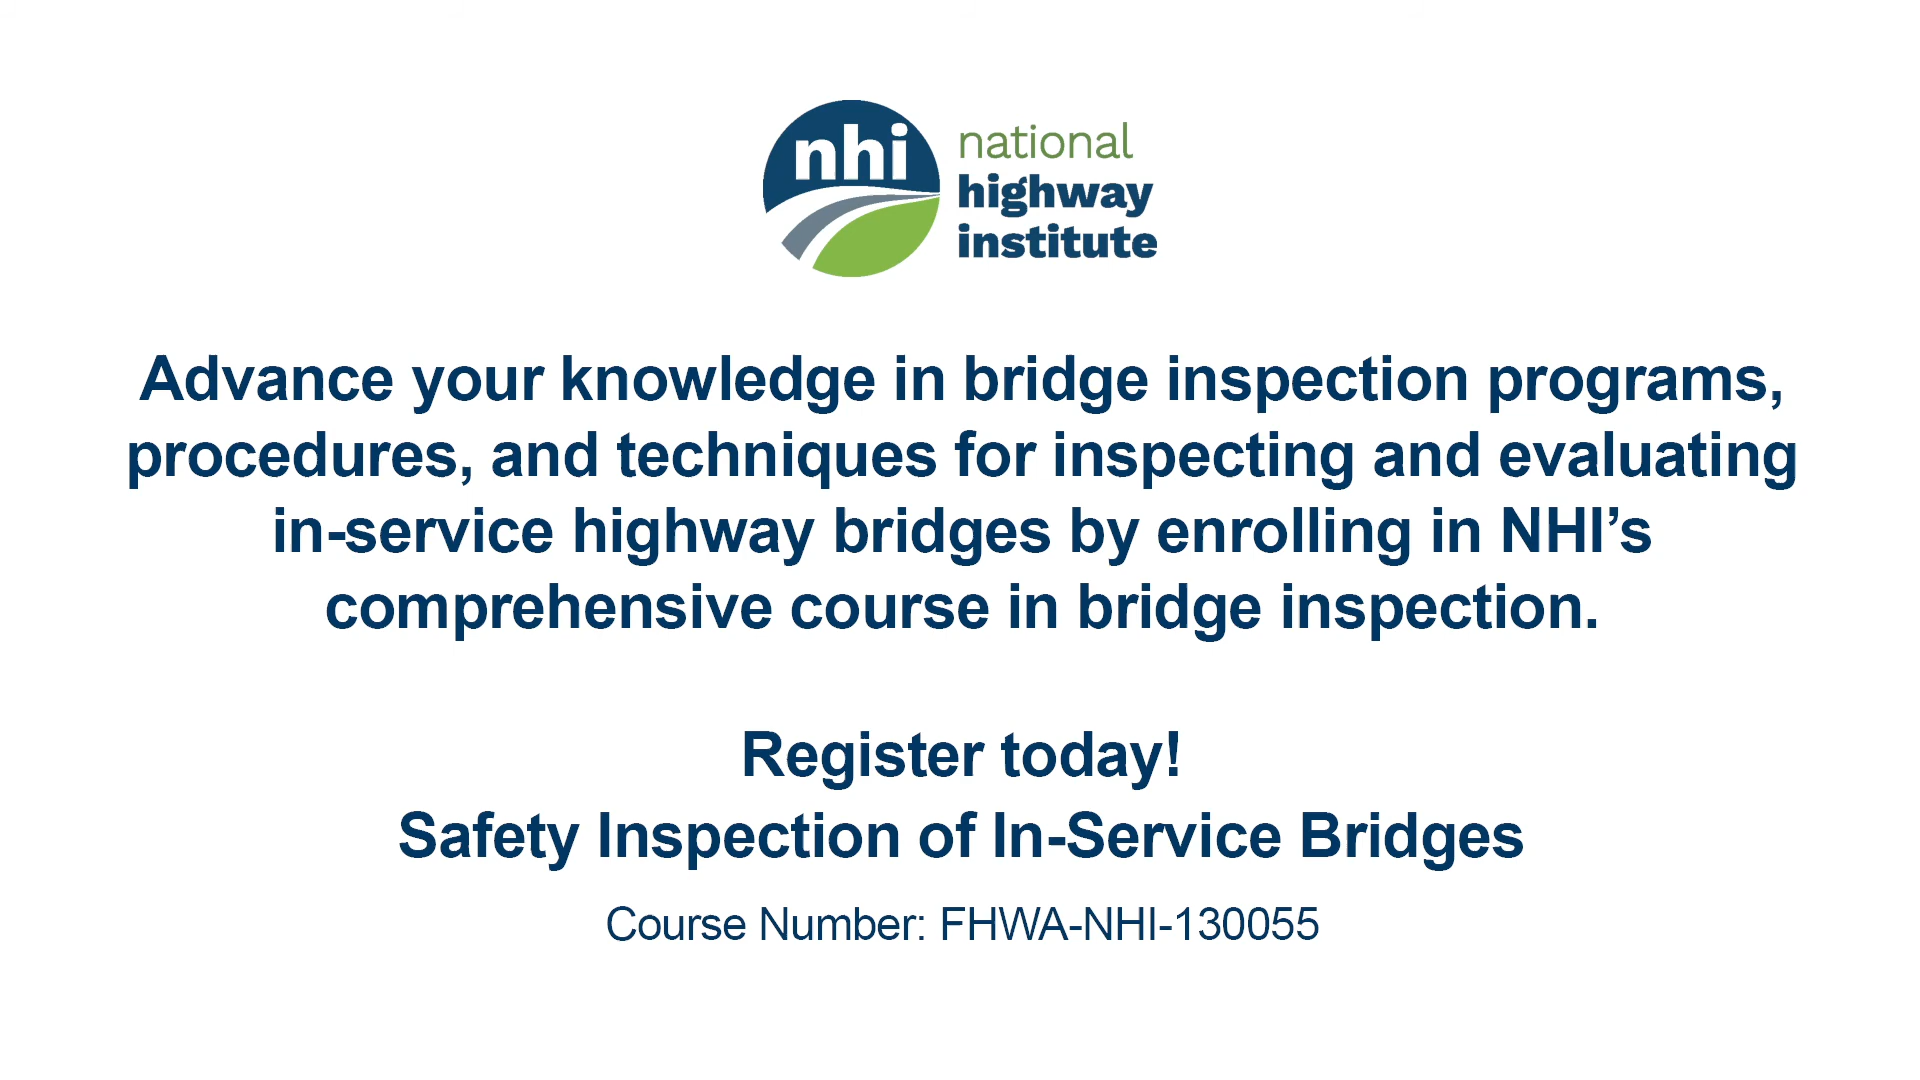 nhi
national
highway
institute
Advance your knowledge in bridge inspection programs,
procedures, and techniques for inspecting and evaluating
in-service highway bridges by enrolling in NHI’s
comprehensive course in bridge inspection.
Register today!
Safety Inspection of In-Service Bridges
Course Number: FHWA-NHI-130055